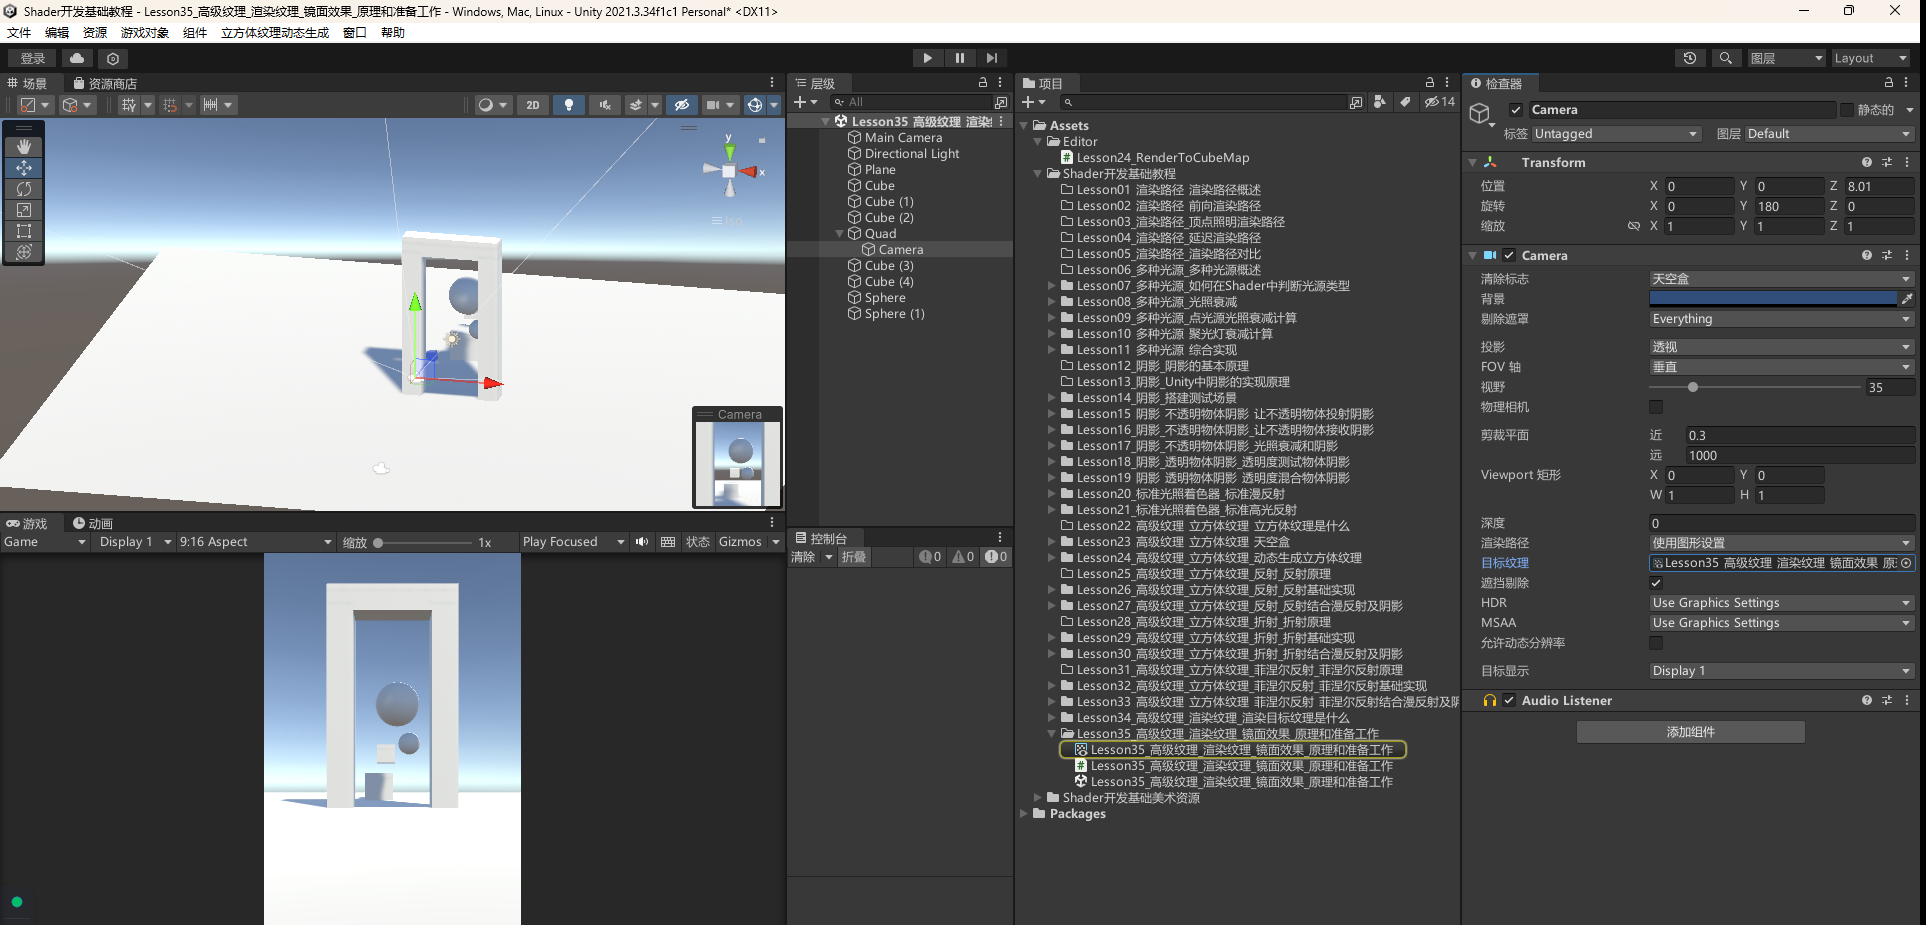 Shader开发基础教程 - Lesson35_高级纹理_渲染纹理_镜面效果_原理和准备工作 - Windows, Mac, Linux - Unity 2021.3.34f1c1 Personal* <DX11>
文件 编辑 资源 游戏对象 组件 立方体纹理动态生成 窗口 帮助
登录
图层
Layout
场景 资源商店
2D
y
x
Iso
Camera
游戏 动画
Game Display 1 9:16 Aspect 缩放 1x Play Focused 状态 Gizmos
层级
All
Lesson35_高级纹理_渲染
Main Camera
Directional Light
Plane
Cube
Cube (1)
Cube (2)
Quad
Camera
Cube (3)
Cube (4)
Sphere
Sphere (1)
控制台
清除 折叠 0 0 0
项目
14
Assets
Editor
Lesson24_RenderToCubeMap
Shader开发基础教程
Lesson01_渲染路径_渲染路径概述
Lesson02_渲染路径_前向渲染路径
Lesson03_渲染路径_顶点照明渲染路径
Lesson04_渲染路径_延迟渲染路径
Lesson05_渲染路径_渲染路径对比
Lesson06_多种光源_多种光源概述
Lesson07_多种光源_如何在Shader中判断光源类型
Lesson08_多种光源_光照衰减
Lesson09_多种光源_点光源光照衰减计算
Lesson10_多种光源_聚光灯衰减计算
Lesson11_多种光源_综合实现
Lesson12_阴影_阴影的基本原理
Lesson13_阴影_Unity中阴影的实现原理
Lesson14_阴影_搭建测试场景
Lesson15_阴影_不透明物体阴影_让不透明物体投射阴影
Lesson16_阴影_不透明物体阴影_让不透明物体接收阴影
Lesson17_阴影_不透明物体阴影_光照衰减和阴影
Lesson18_阴影_透明物体阴影_透明度测试物体阴影
Lesson19_阴影_透明物体阴影_透明度混合物体阴影
Lesson20_标准光照着色器_标准漫反射
Lesson21_标准光照着色器_标准高光反射
Lesson22_高级纹理_立方体纹理_立方体纹理是什么
Lesson23_高级纹理_立方体纹理_天空盒
Lesson24_高级纹理_立方体纹理_动态生成立方体纹理
Lesson25_高级纹理_立方体纹理_反射_反射原理
Lesson26_高级纹理_立方体纹理_反射_反射基础实现
Lesson27_高级纹理_立方体纹理_反射_反射结合漫反射及阴影
Lesson28_高级纹理_立方体纹理_折射_折射原理
Lesson29_高级纹理_立方体纹理_折射_折射基础实现
Lesson30_高级纹理_立方体纹理_折射_折射结合漫反射及阴影
Lesson31_高级纹理_立方体纹理_菲涅尔反射_菲涅尔反射原理
Lesson32_高级纹理_立方体纹理_菲涅尔反射_菲涅尔反射基础实现
Lesson33_高级纹理_立方体纹理_菲涅尔反射_菲涅尔反射结合漫反射及阴
Lesson34_高级纹理_渲染纹理_渲染目标纹理是什么
Lesson35_高级纹理_渲染纹理_镜面效果_原理和准备工作
Lesson35_高级纹理_渲染纹理_镜面效果_原理和准备工作
Lesson35_高级纹理_渲染纹理_镜面效果_原理和准备工作
Lesson35_高级纹理_渲染纹理_镜面效果_原理和准备工作
Shader开发基础美术资源
Packages
检查器
Camera 静态的
标签 Untagged 图层 Default
Transform
位置 X 0 Y 0 Z 8.01
旋转 X 0 Y 180 Z 0
缩放 X 1 Y 1 Z 1
Camera
清除标志 天空盒
背景
剔除遮罩 Everything
投影 透视
FOV 轴 垂直
视野 35
物理相机
剪裁平面 近 0.3
远 1000
Viewport 矩形 X 0 Y 0
W 1 H 1
深度 0
渲染路径 使用图形设置
目标纹理 Lesson35_高级纹理_渲染纹理_镜面效果_原
遮挡剔除
HDR Use Graphics Settings
MSAA Use Graphics Settings
允许动态分辨率
目标显示 Display 1
Audio Listener
添加组件